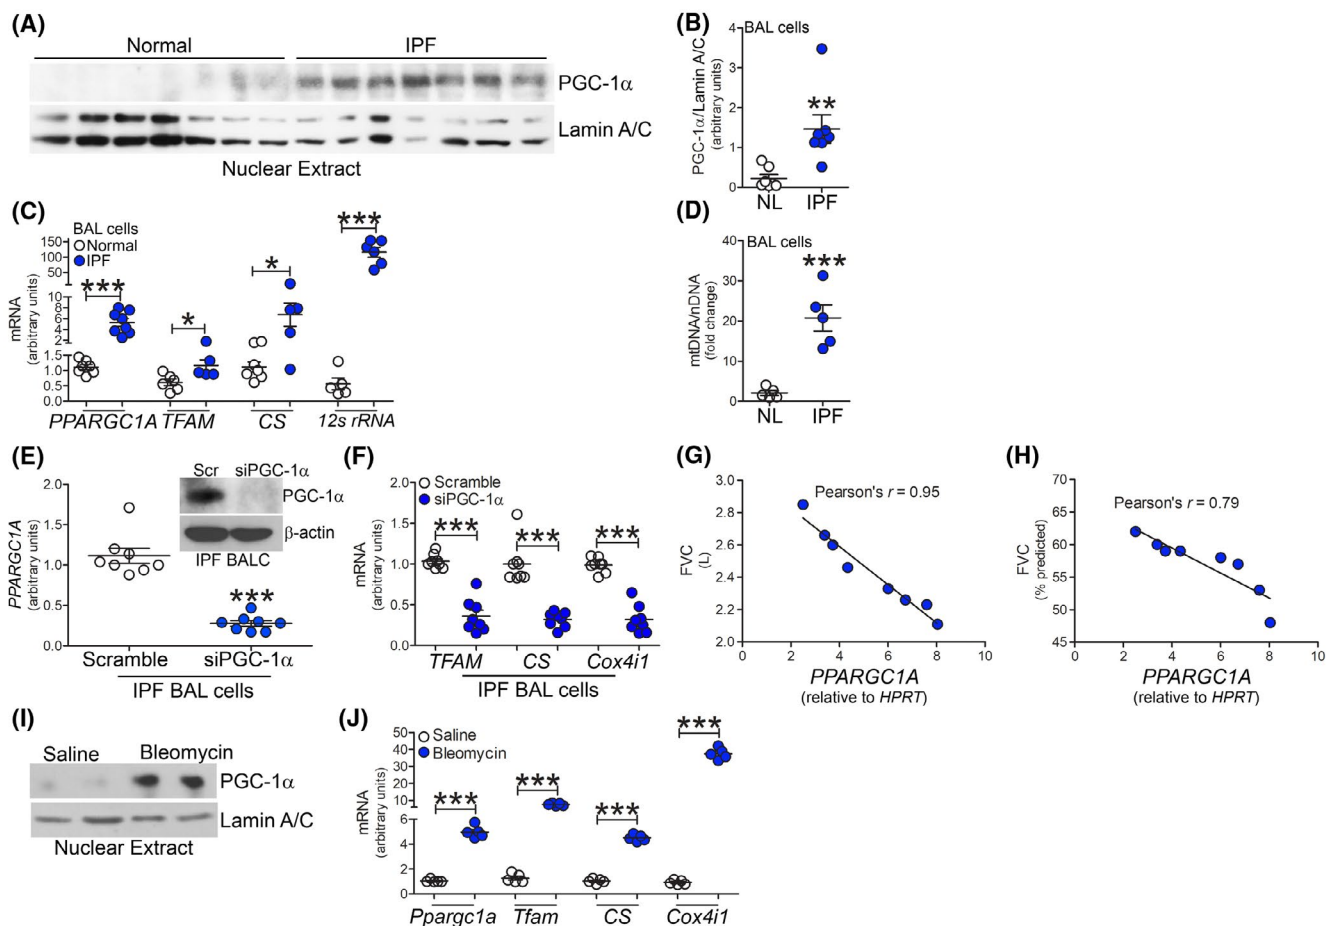 (A)
Normal
IPF
PGC-1α
Lamin A/C
Nuclear Extract
(B)
BAL cells
PGC-1α/Lamin A/C
(arbitrary units)
4
3
2
1
0
**
NL
IPF
(C)
BAL cells
Normal
IPF
mRNA
(arbitrary units)
150
100
50
10
8
6
4
2
1.5
1.0
0.5
0.0
***
*
*
***
PPARGC1A
TFAM
CS
12s rRNA
(D)
BAL cells
mtDNA/nDNA
(fold change)
40
30
20
10
0
***
NL
IPF
(E)
PPARGC1A
(arbitrary units)
2.0
1.5
1.0
0.5
0.0
Scr siPGC-1α
PGC-1α
β-actin
IPF BALC
***
Scramble
siPGC-1α
IPF BAL cells
(F)
Scramble
siPGC-1α
mRNA
(arbitrary units)
2.0
1.5
1.0
0.5
0.0
***
***
***
TFAM
CS
Cox4i1
IPF BAL cells
(G)
Pearson's r = 0.95
FVC
(L)
3.0
2.8
2.6
2.4
2.2
2.0
0 2 4 6 8 10
PPARGC1A
(relative to HPRT)
(H)
Pearson's r = 0.79
FVC
(% predicted)
70
65
60
55
50
45
0 2 4 6 8 10
PPARGC1A
(relative to HPRT)
(I)
Saline
Bleomycin
PGC-1α
Lamin A/C
Nuclear Extract
(J)
Saline
Bleomycin
mRNA
(arbitrary units)
50
40
30
20
10
6
4
2
0
***
***
***
***
Ppargc1a
Tfam
CS
Cox4i1